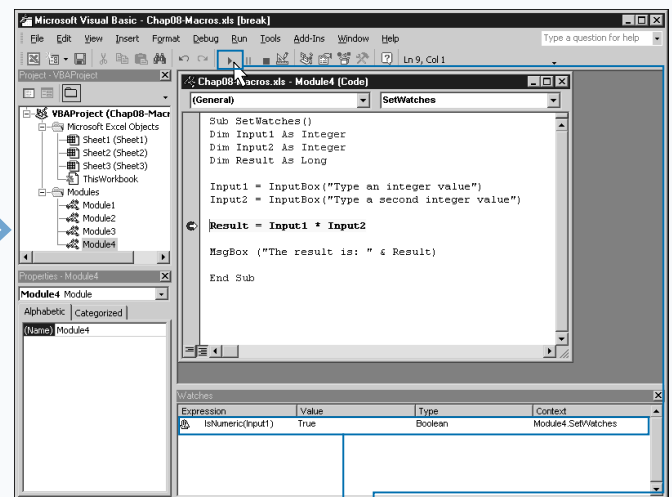 Microsoft Visual Basic - Chap08-Macros.xls [break]
File Edit View Insert Format Debug Run Tools Add-Ins Window Help
Type a question for help
Ln 9, Col 1
Project - VBAProject
VBAProject (Chap08-Macr
Microsoft Excel Objects
Sheet1 (Sheet1)
Sheet2 (Sheet2)
Sheet3 (Sheet3)
ThisWorkbook
Modules
Module1
Module2
Module3
Module4
Properties - Module4
Module4 Module
Alphabetic Categorized
(Name) Module4
Chap08-Macros.xls - Module4 (Code)
(General) SetWatches
Sub SetWatches()
Dim Input1 As Integer
Dim Input2 As Integer
Dim Result As Long
Input1 = InputBox("Type an integer value")
Input2 = InputBox("Type a second integer value")
Result = Input1 * Input2
MsgBox ("The result is: " & Result)
End Sub
Watches
Expression Value Type Context
IsNumeric(Input1) True Boolean Module4.SetWatches